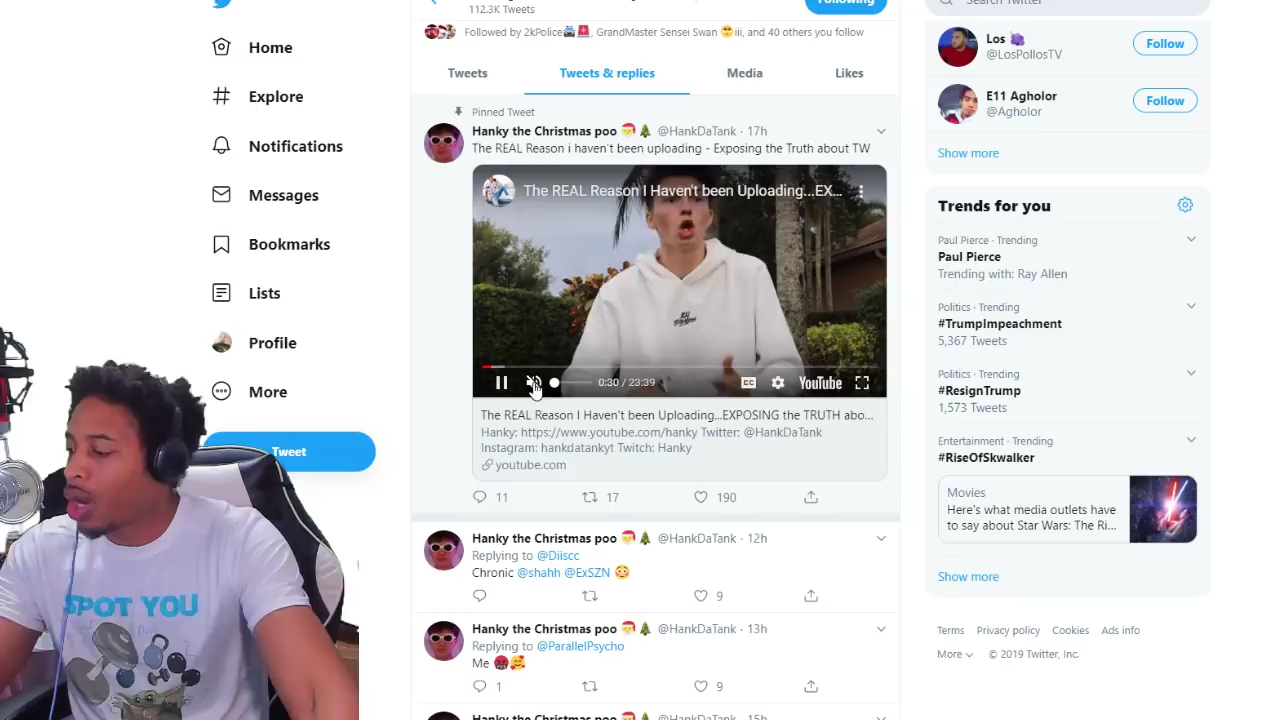 112.3K Tweets
Following
Search Twitter
Home
Explore
Notifications
Messages
Bookmarks
Lists
Profile
More
Tweet
SPOT YOU
Followed by 2kPolice🚔🚨, GrandMaster Sensei Swan 🌞iii, and 40 others you follow
Tweets
Tweets & replies
Media
Likes
Pinned Tweet
Hanky the Christmas poo 🎅🎄 @HankDaTank · 17h
The REAL Reason i haven't been uploading - Exposing the Truth about TW
The REAL Reason I Haven't been Uploading...EX...
0:30 / 23:39
CC
YouTube
The REAL Reason I Haven't been Uploading...EXPOSING the TRUTH abo...
Hanky: https://www.youtube.com/hanky Twitter: @HankDaTank
Instagram: hankdatankyt Twitch: Hanky
youtube.com
11
17
190
Hanky the Christmas poo 🎅🎄 @HankDaTank · 12h
Replying to @Diiscc
Chronic @shahh @ExSZN 😳
9
Hanky the Christmas poo 🎅🎄 @HankDaTank · 13h
Replying to @ParallelPsycho
Me 🤬🥰
1
9
Hanky the Christmas poo 🎅🎄 @HankDaTank · 15h
Los 🍇
@LosPollosTV
Follow
E11 Agholor
@Agholor
Follow
Show more
Trends for you
Paul Pierce · Trending
Paul Pierce
Trending with: Ray Allen
Politics · Trending
#TrumpImpeachment
5,367 Tweets
Politics · Trending
#ResignTrump
1,573 Tweets
Entertainment · Trending
#RiseOfSkwalker
Movies
Here's what media outlets have
to say about Star Wars: The Ri...
Show more
Terms Privacy policy Cookies Ads info
More © 2019 Twitter, Inc.